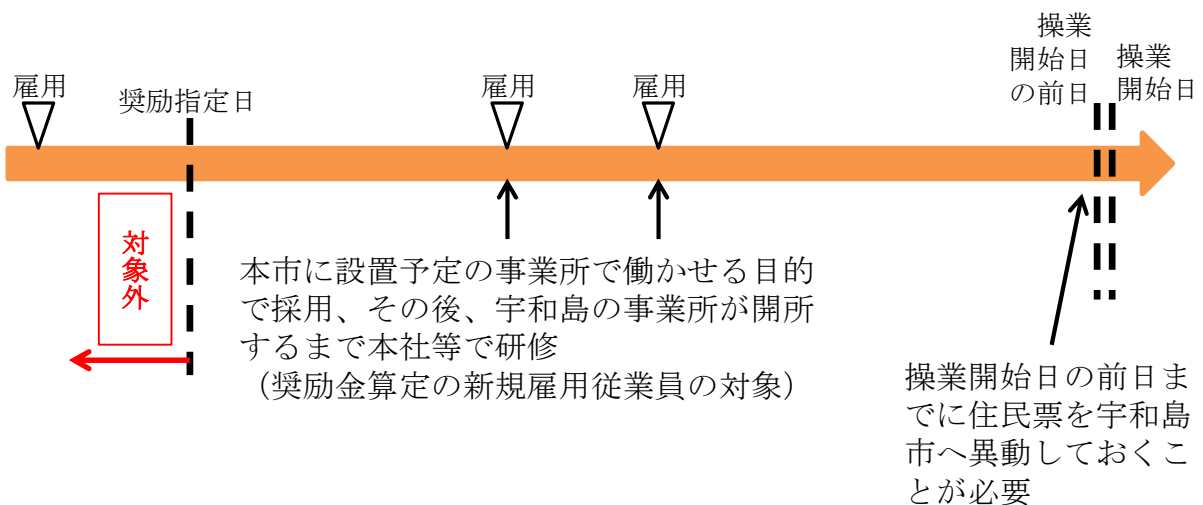 雇用
奨励指定日
雇用
雇用
操業
開始日
の前日
操業
開始日
対象外
本市に設置予定の事業所で働かせる目的
で採用、その後、宇和島の事業所が開所
するまで本社等で研修
（奨励金算定の新規雇用従業員の対象）
操業開始日の前日ま
でに住民票を宇和島
市へ異動しておくこ
とが必要